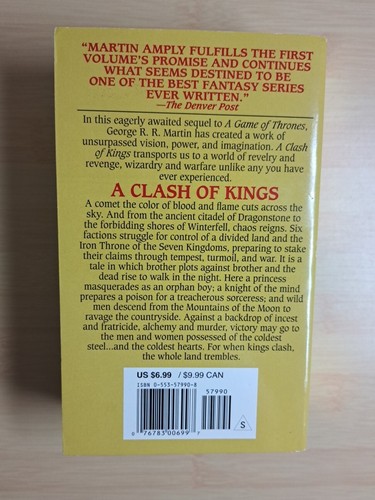 “MARTIN AMPLY FULFILLS THE FIRST
VOLUME'S PROMISE AND CONTINUES
WHAT SEEMS DESTINED TO BE
ONE OF THE BEST FANTASY SERIES
EVER WRITTEN.”
—The Denver Post
In this eagerly awaited sequel to A Game of Thrones,
George R. R. Martin has created a work of
unsurpassed vision, power, and imagination. A Clash
of Kings transports us to a world of revelry and
revenge, wizardry and warfare unlike any you have
ever experienced.
A CLASH OF KINGS
A comet the color of blood and flame cuts across the
sky. And from the ancient citadel of Dragonstone to
the forbidding shores of Winterfell, chaos reigns. Six
factions struggle for control of a divided land and the
Iron Throne of the Seven Kingdoms, preparing to stake
their claims through tempest, turmoil, and war. It is a
tale in which brother plots against brother and the
dead rise to walk in the night. Here a princess
masquerades as an orphan boy; a knight of the mind
prepares a poison for a treacherous sorceress; and wild
men descend from the Mountains of the Moon to
ravage the countryside. Against a backdrop of incest
and fratricide, alchemy and murder, victory may go to
the men and women possessed of the coldest
steel...and the coldest hearts. For when kings clash,
the whole land trembles.
US $6.99 / $9.99 CAN
ISBN 0-553-57990-8
57990
0 76783 00699 7
S